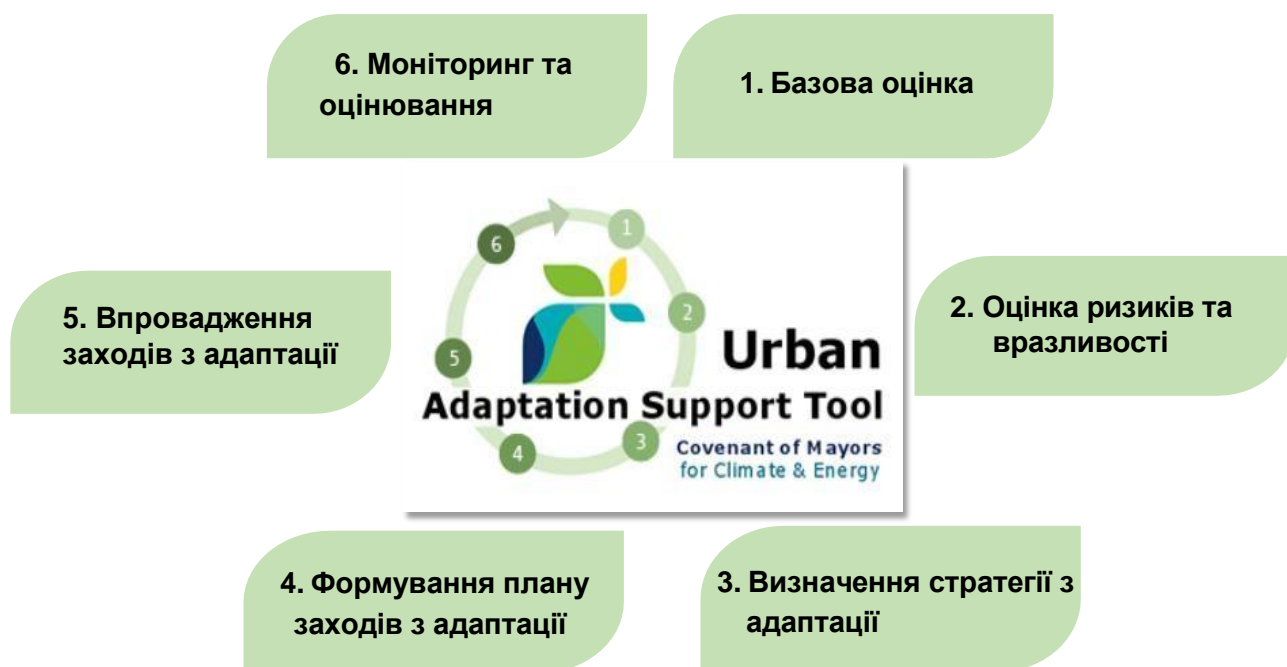 6. Моніторинг та
оцінювання
1. Базова оцінка
5. Впровадження
заходів з адаптації
2. Оцінка ризиків та
вразливості
6
1
2
5
4
3
Urban
Adaptation Support Tool
Covenant of Mayors
for Climate & Energy
4. Формування плану
заходів з адаптації
3. Визначення стратегії з
адаптації